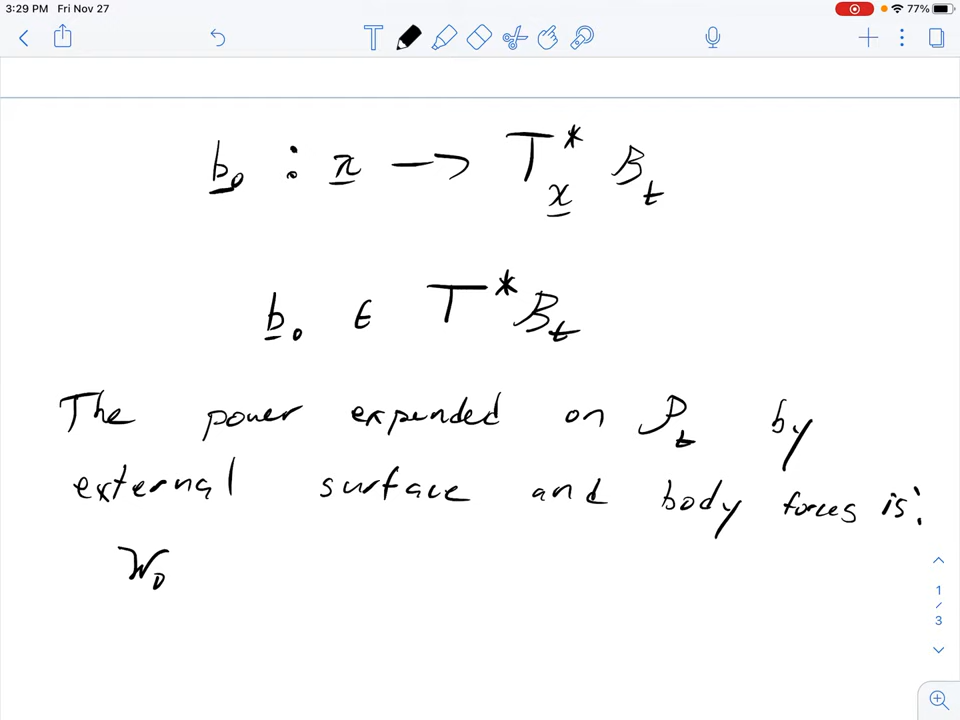 3:29 PM Fri Nov 27 77%
T
b₀ : x → T*ₓ Bₜ
b₀ ∈ T* Bₜ
The power expended on Pₜ by
external surface and body forces is:
W₀
1
/
3